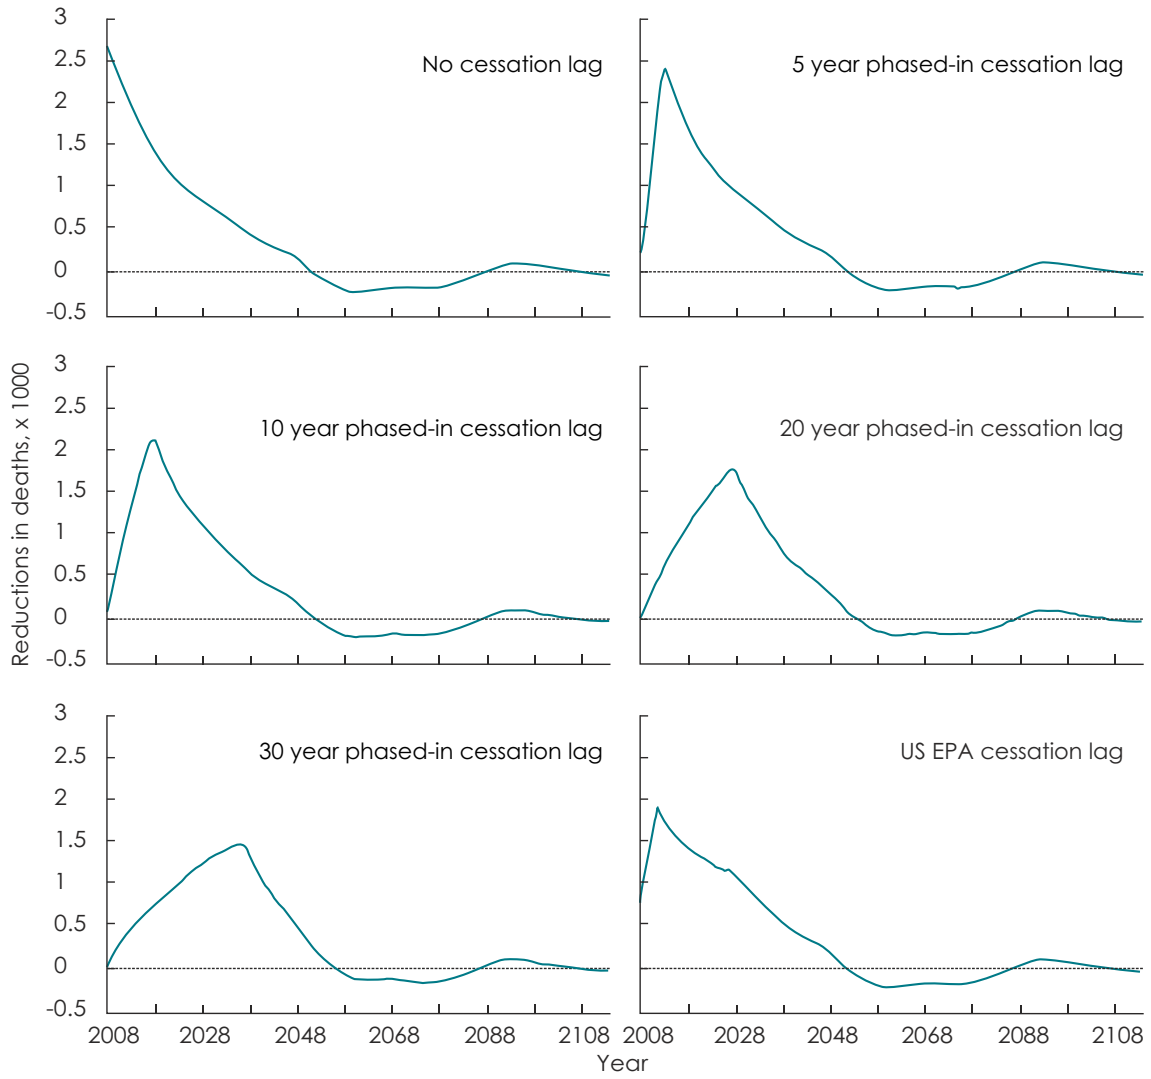 3
2.5
2
1.5
1
0.5
0
-0.5
No cessation lag
5 year phased-in cessation lag
Reductions in deaths, x 1000
3
2.5
2
1.5
1
0.5
0
-0.5
10 year phased-in cessation lag
20 year phased-in cessation lag
3
2.5
2
1.5
1
0.5
0
-0.5
30 year phased-in cessation lag
US EPA cessation lag
2008 2028 2048 2068 2088 2108 2008 2028 2048 2068 2088 2108
Year